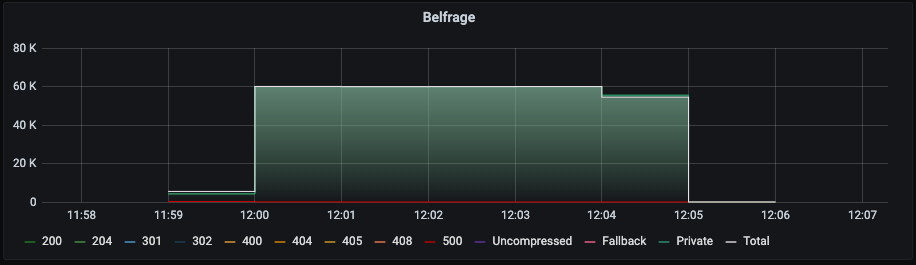 Belfrage
80 K
60 K
40 K
20 K
0
11:58 11:59 12:00 12:01 12:02 12:03 12:04 12:05 12:06 12:07
200 204 301 302 400 404 405 408 500 Uncompressed Fallback Private Total